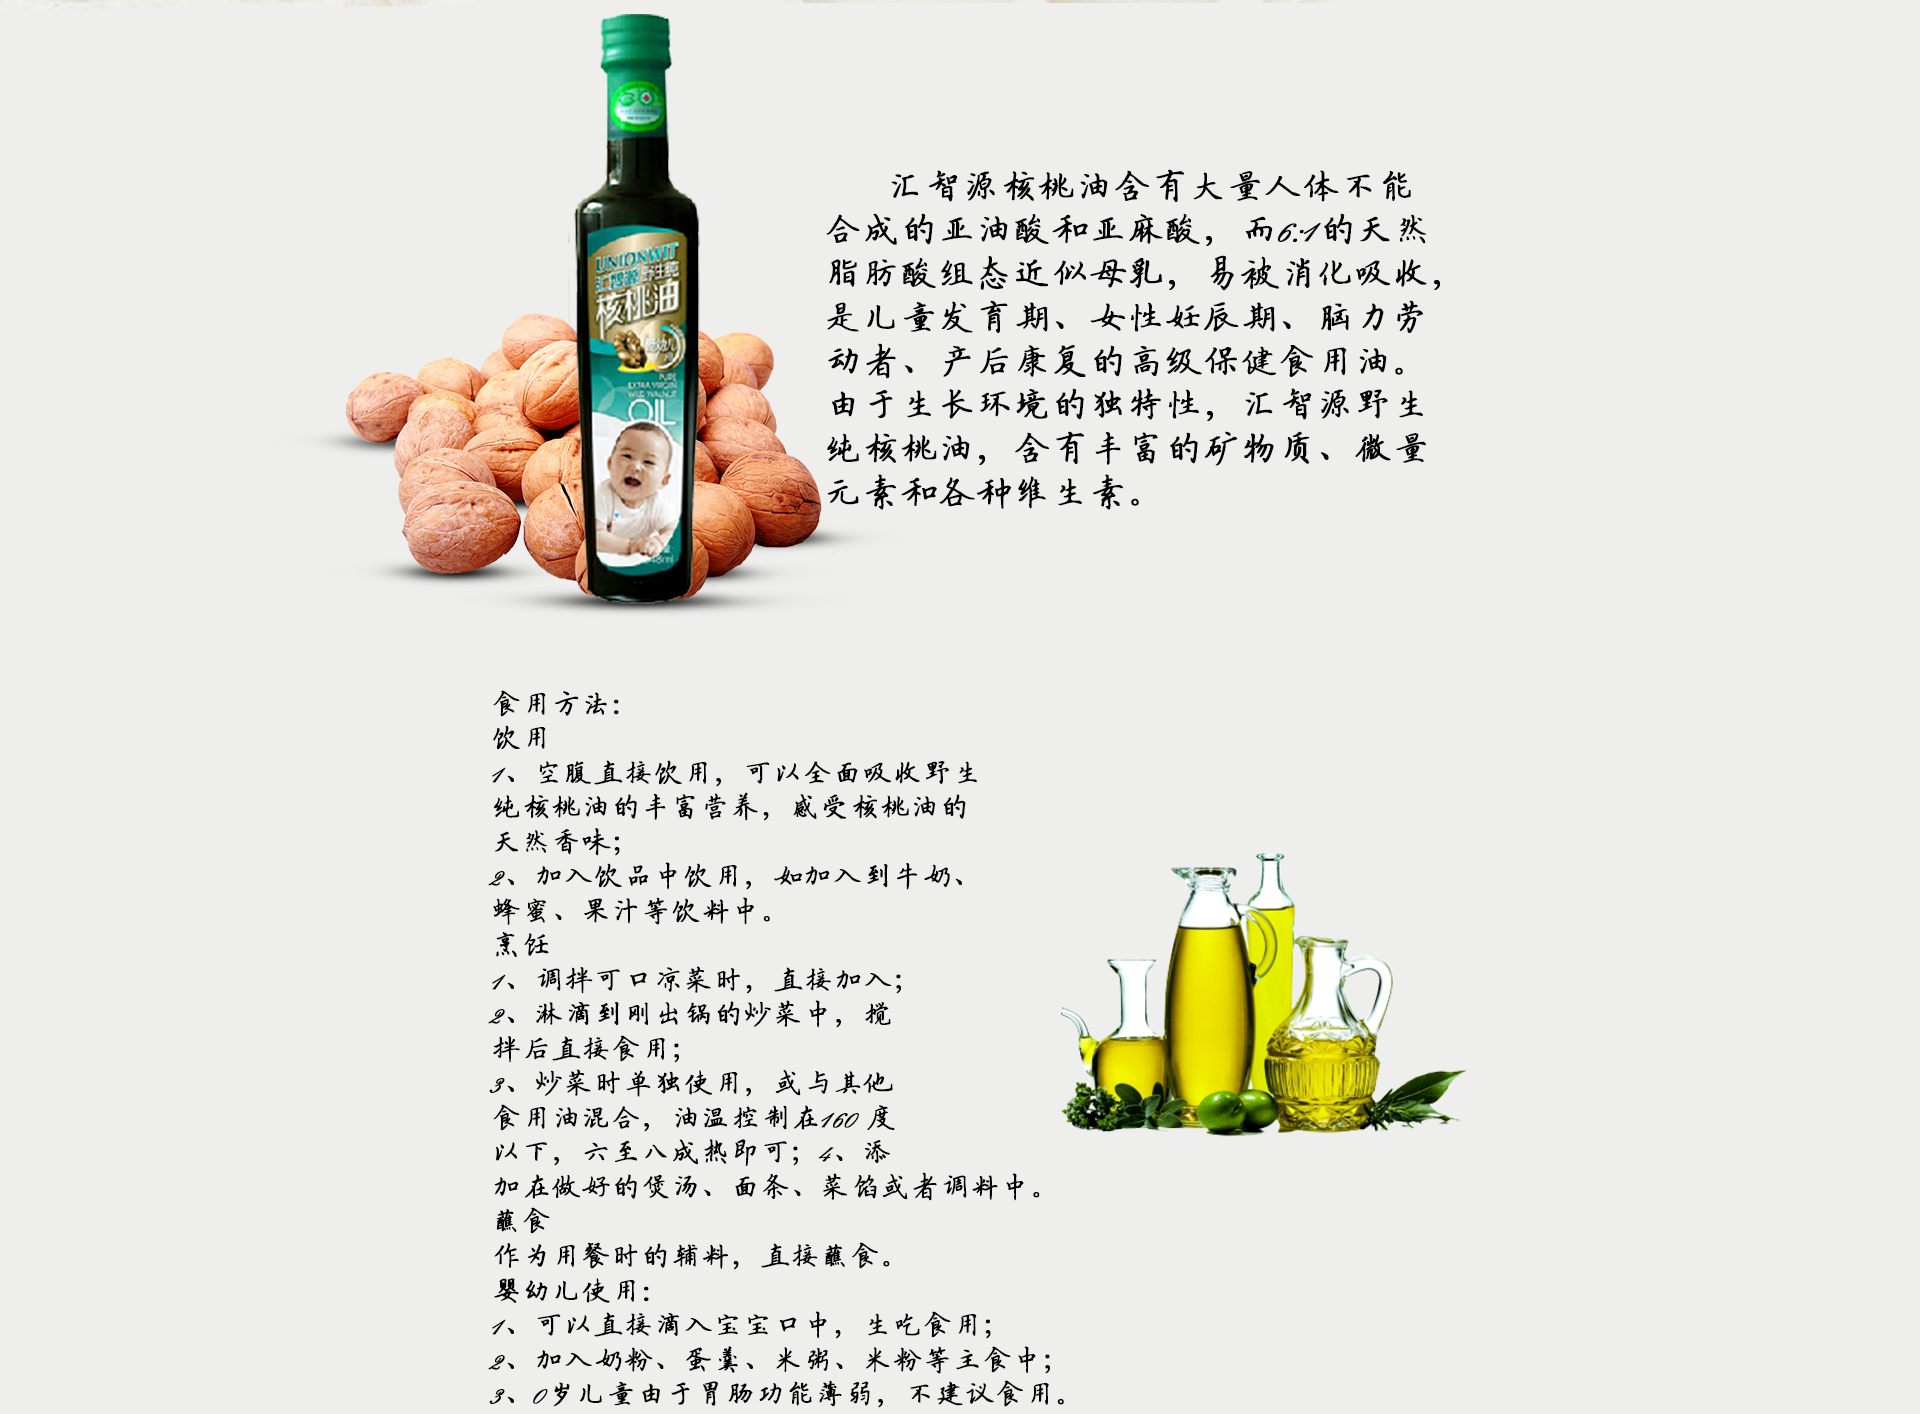 UNIONWIT
汇智源 野生纯
核桃油
婴幼儿
PURE
EXTRA VIRGIN
WILD WALNUT
OIL
汇智源核桃油含有大量人体不能
合成的亚油酸和亚麻酸，而6:1的天然
脂肪酸组态近似母乳，易被消化吸收，
是儿童发育期、女性妊辰期、脑力劳
动者、产后康复的高级保健食用油。
由于生长环境的独特性，汇智源野生
纯核桃油，含有丰富的矿物质、微量
元素和各种维生素。
食用方法：
饮用
1、空腹直接饮用，可以全面吸收野生
纯核桃油的丰富营养，感受核桃油的
天然香味；
2、加入饮品中饮用，如加入到牛奶、
蜂蜜、果汁等饮料中。
烹饪
1、调拌可口凉菜时，直接加入；
2、淋滴到刚出锅的炒菜中，搅
拌后直接食用；
3、炒菜时单独使用，或与其他
食用油混合，油温控制在160 度
以下，六至八成热即可；4、添
加在做好的煲汤、面条、菜馅或者调料中。
蘸食
作为用餐时的辅料，直接蘸食。
婴幼儿使用：
1、可以直接滴入宝宝口中，生吃食用；
2、加入奶粉、蛋羹、米粥、米粉等主食中；
3、0岁儿童由于胃肠功能薄弱，不建议食用。